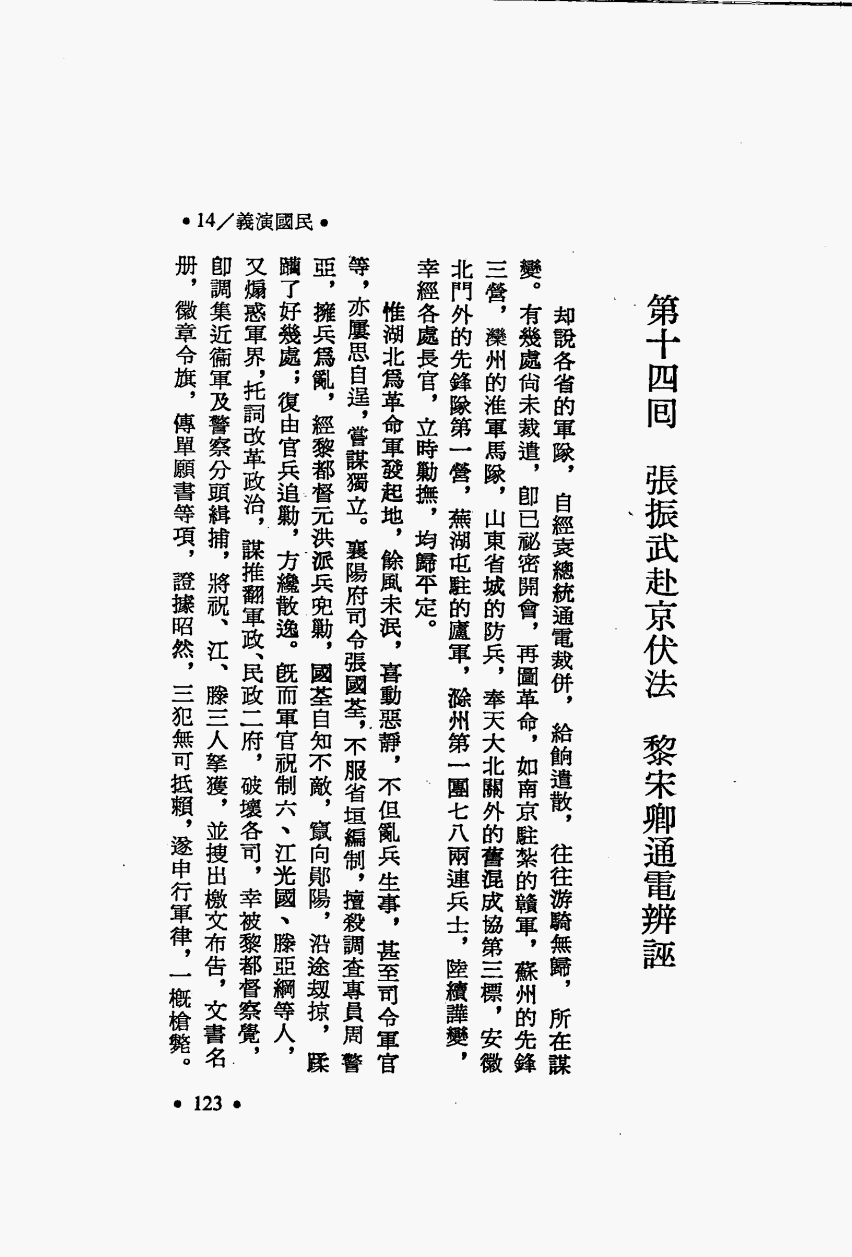 •14／義演國民•
第十四回　張振武赴京伏法　黎宋卿通電辨誣
却說各省的軍隊，自經袁總統通電裁併，給餉遣散，往往游騎無歸，所在謀
變。有幾處尙未裁遣，卽已祕密開會，再圖革命，如南京駐紮的贛軍，蘇州的先鋒
三營，灤州的淮軍馬隊，山東省城的防兵，奉天大北關外的舊混成協第三標，安徽
北門外的先鋒隊第一營，蕪湖屯駐的廬軍，滁州第一團七八兩連兵士，陸續譁變，
幸經各處長官，立時勦撫，均歸平定。
惟湖北爲革命軍發起地，餘風未泯，喜動惡靜，不但亂兵生事，甚至司令軍官
等，亦屢思自逞，嘗謀獨立。襄陽府司令張國荃，不服省垣編制，擅殺調查專員周警
亞，擁兵爲亂，經黎都督元洪派兵兜勦，國荃自知不敵，竄向鄖陽，沿途刼掠，蹂
躪了好幾處；復由官兵追勦，方纔散逸。旣而軍官祝制六、江光國、滕亞綱等人，
又煽惑軍界，托詞改革政治，謀推翻軍政、民政二府，破壞各司，幸被黎都督察覺，
卽調集近衞軍及警察分頭緝捕，將祝、江、滕三人拏獲，並搜出檄文布告，文書名
册，徽章令旗，傳單願書等項，證據昭然，三犯無可抵賴，遂申行軍律，一槪槍斃。
•123•